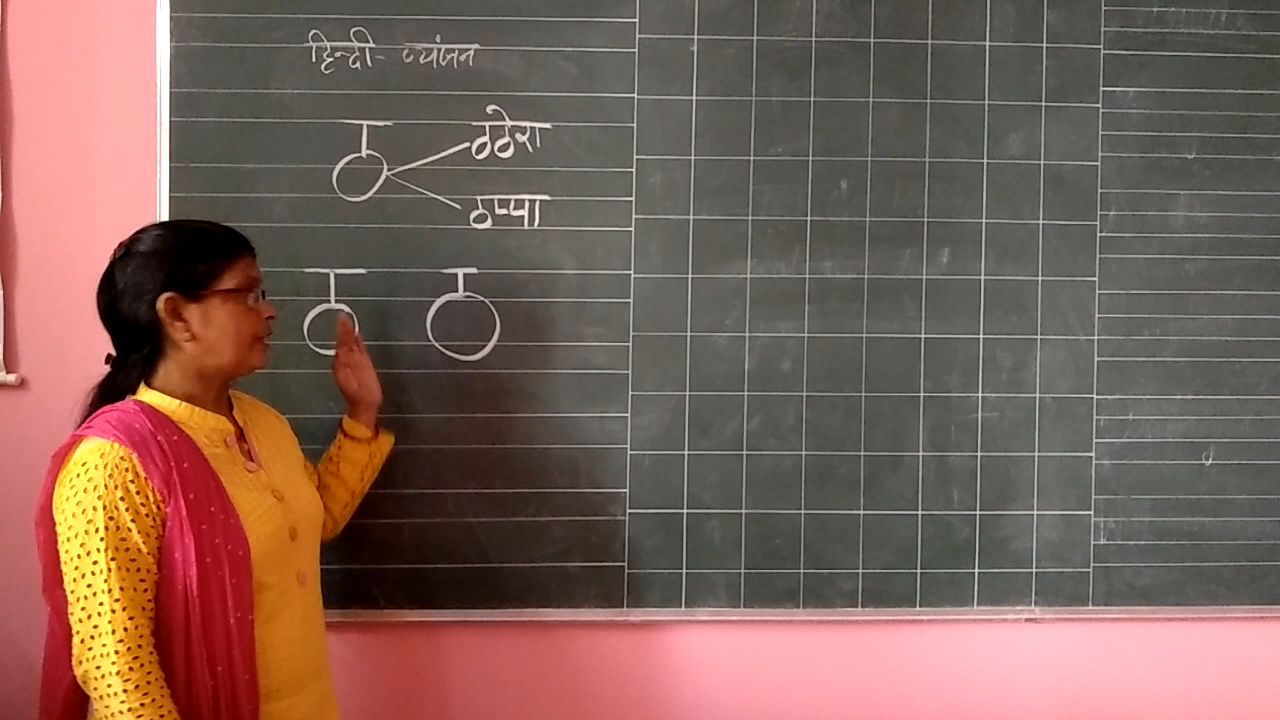 हिन्दी - व्यंजन
ठ ठठेरा
ठप्पा
ठ ठ